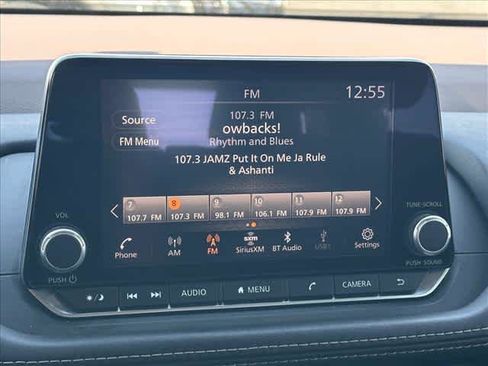 FM
12:55
Source
107.3 FM
owbacks!
FM Menu
Rhythm and Blues
107.3 JAMZ Put It On Me Ja Rule
& Ashanti
7 8 9 10 11 12
107.7 FM 107.3 FM 98.1 FM 106.1 FM 107.9 FM 107.9 FM
VOL
TUNE·SCROLL
Phone AM FM SiriusXM BT Audio USB1 Settings
PUSH
PUSH SOUND
AUDIO MENU CAMERA